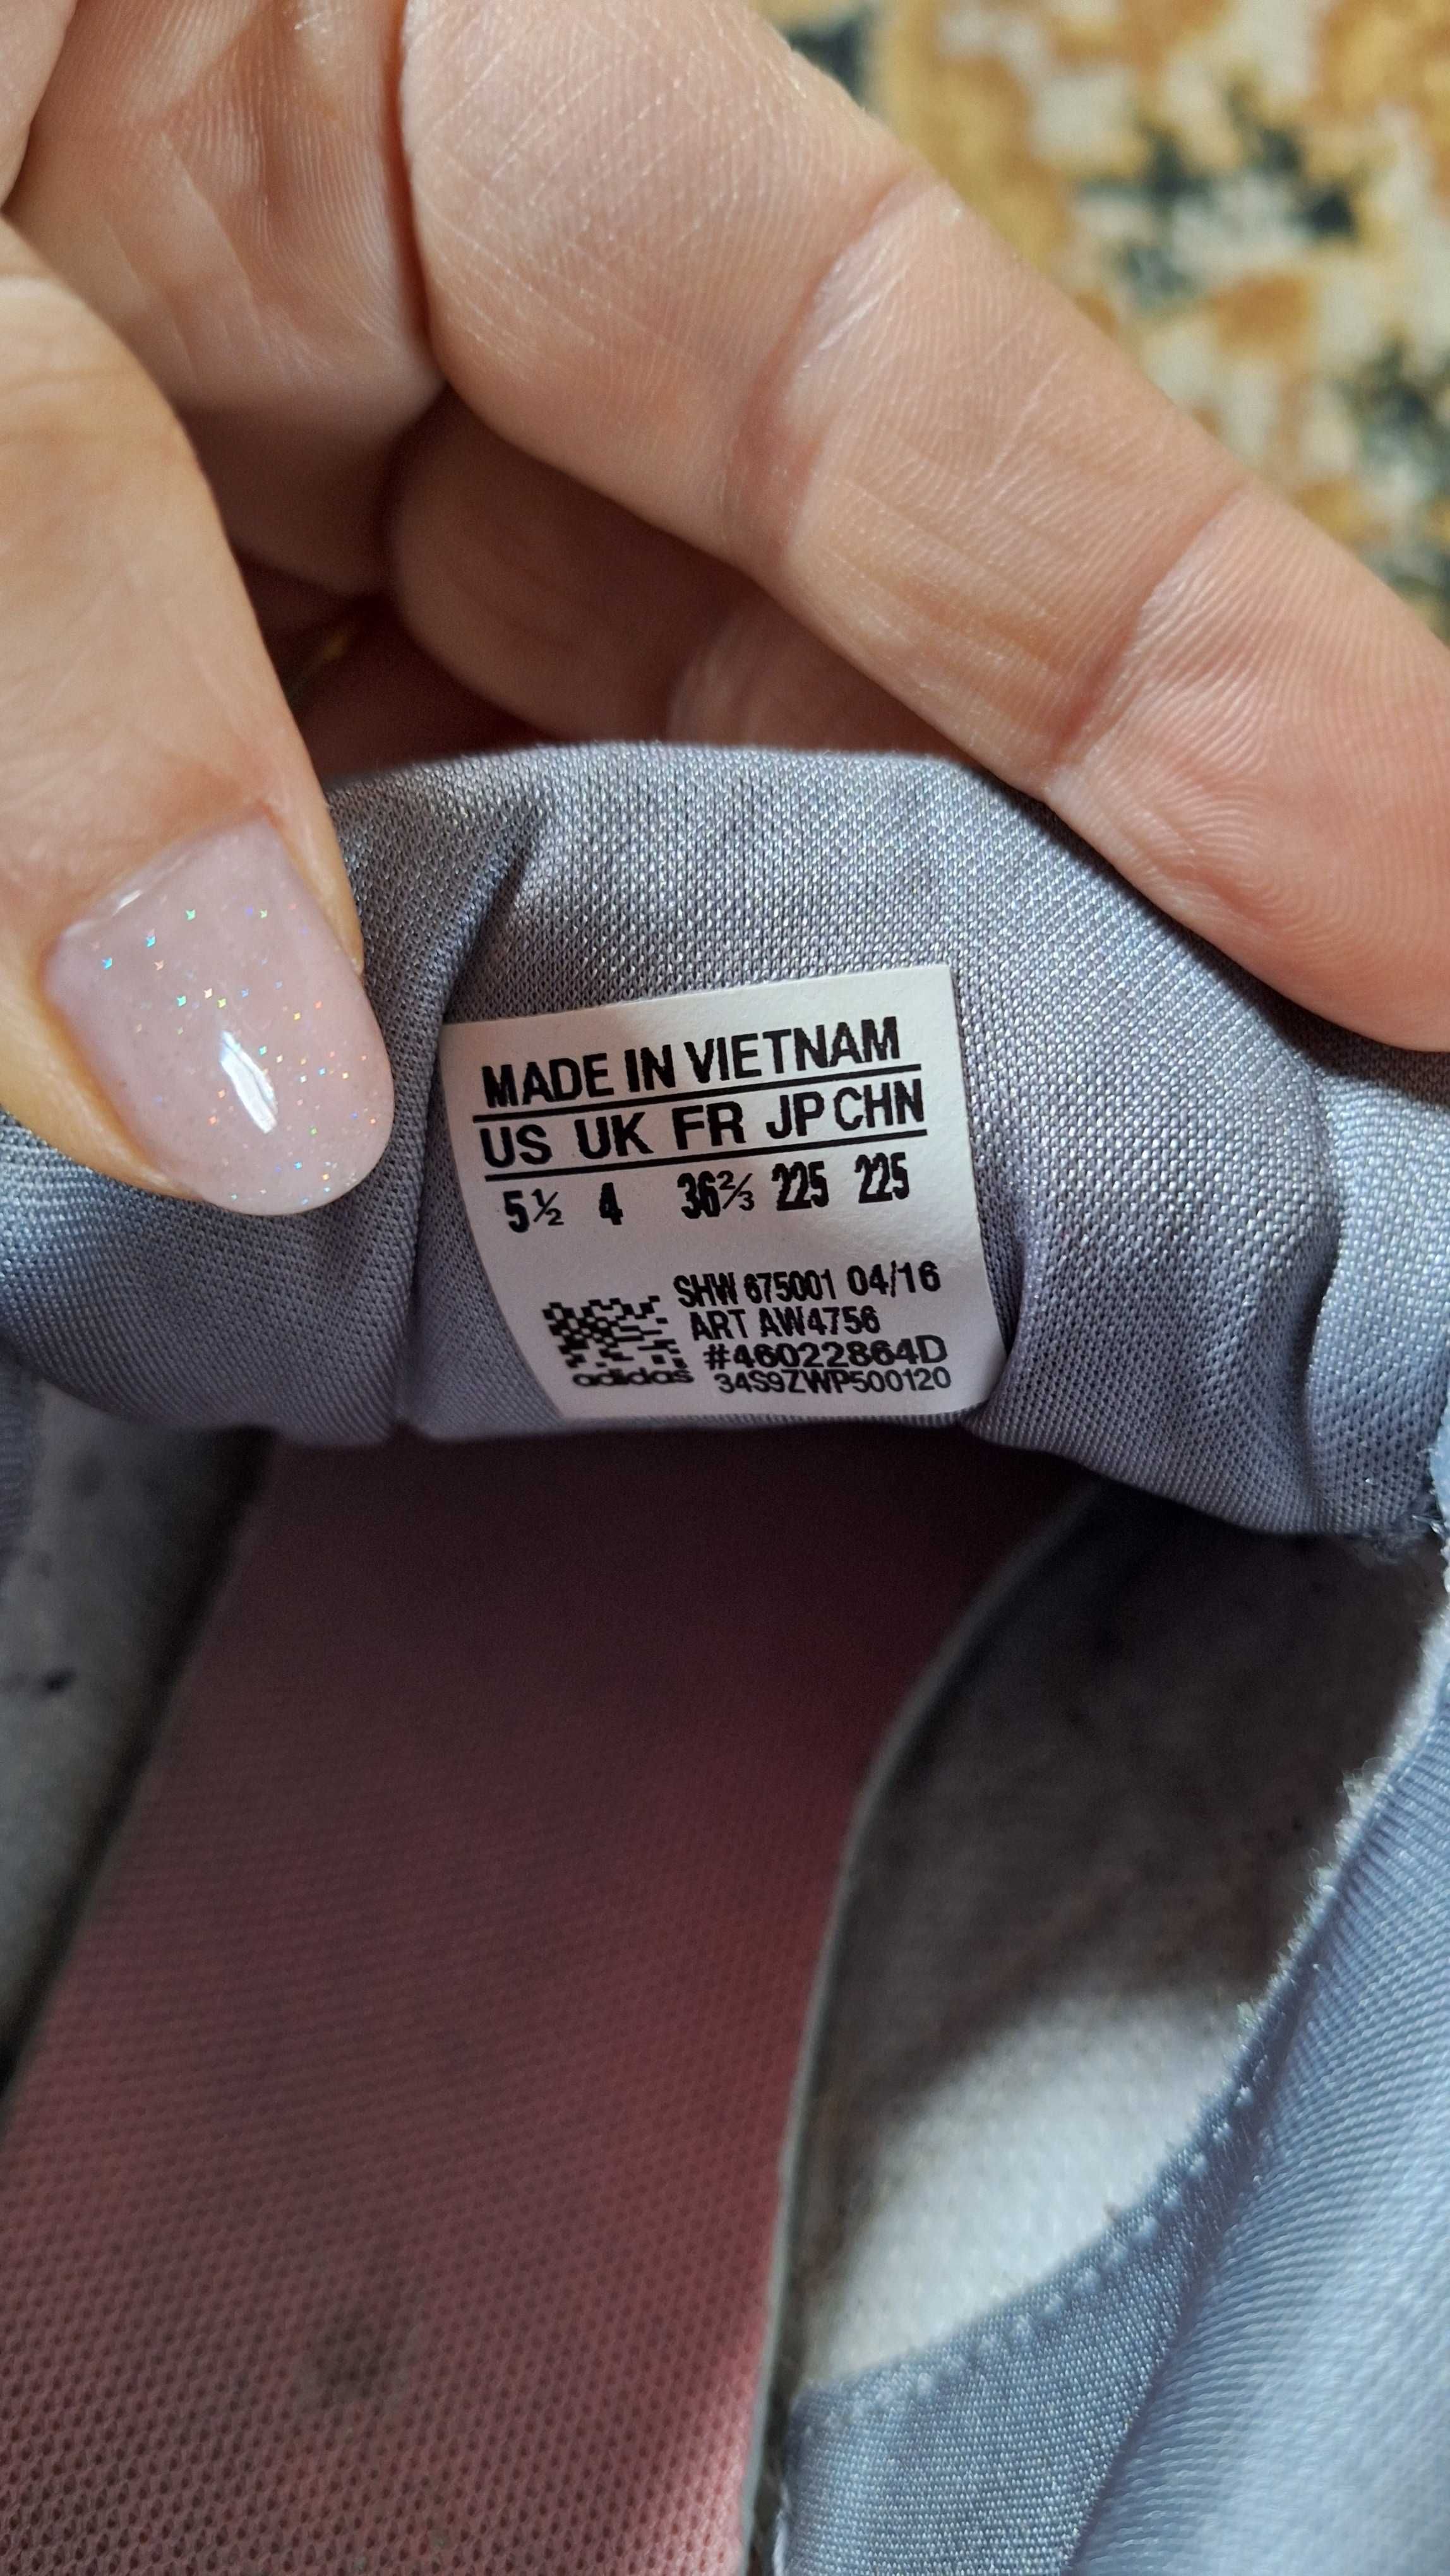 MADE IN VIETNAM
US UK FR JP CHN
5½ 4 36⅔ 225 225
SHW 675001 04/16
ART AW4756
#46022864D
adidas 34S9ZWP500120